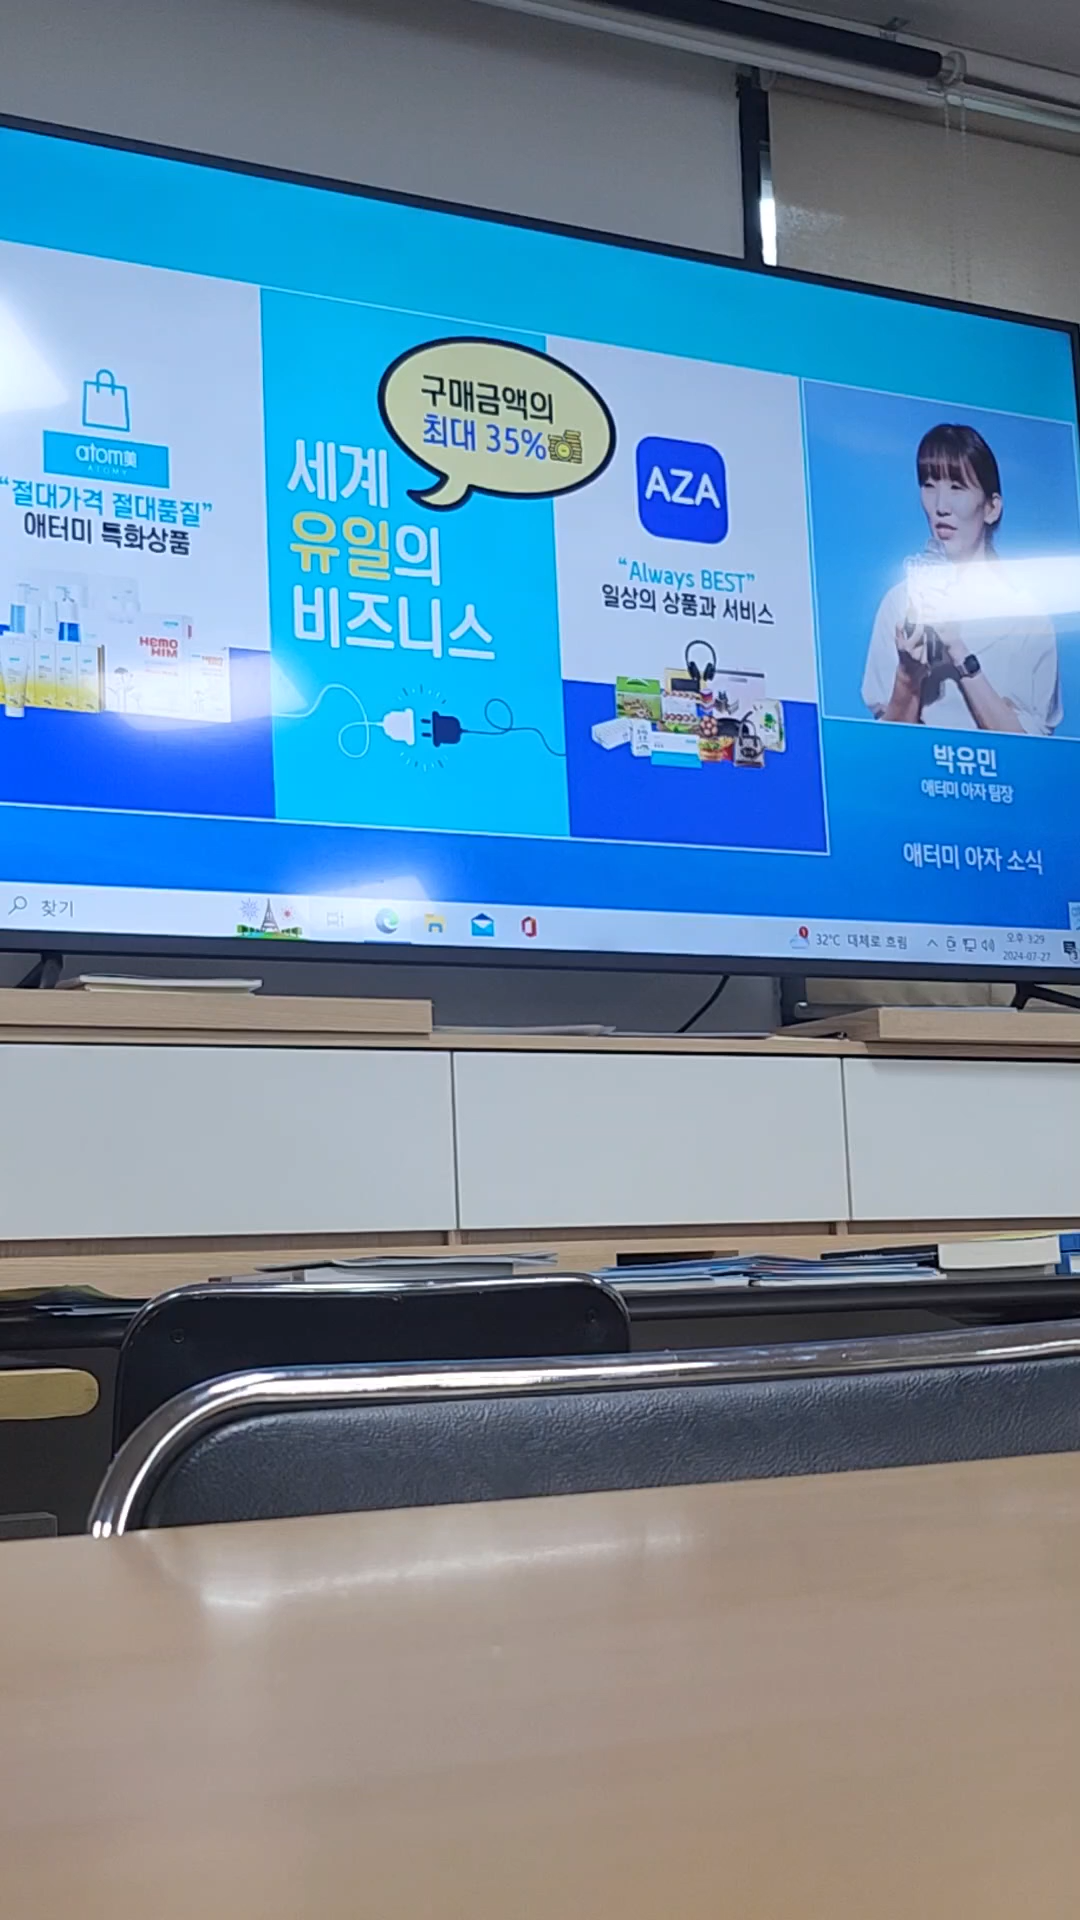 atom美
ATOMY
“절대가격 절대품질”
애터미 특화상품
HEMO
HIM
구매금액의
최대 35%
세계
유일의
비즈니스
AZA
“Always BEST”
일상의 상품과 서비스
박유민
애터미 아자 팀장
애터미 아자 소식
찾기
32°C 대체로 흐림
오후 3:29
2024-07-27